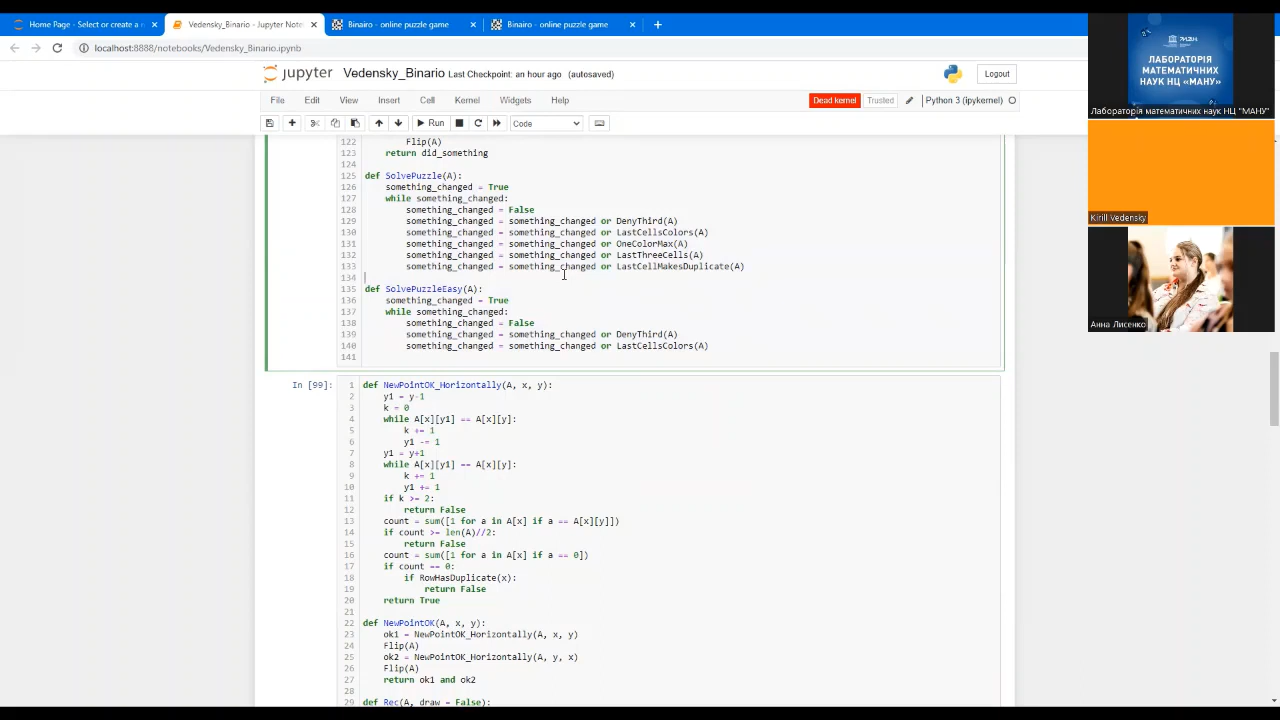 Home Page - Select or create a n
Vedensky_Binario - Jupyter Note
Binairo - online puzzle game
Binairo - online puzzle game
localhost:8888/notebooks/Vedensky_Binario.ipynb
jupyter Vedensky_Binario Last Checkpoint: an hour ago (autosaved)
Logout
File Edit View Insert Cell Kernel Widgets Help
Dead kernel Trusted Python 3 (ipykernel)
Run Code
122 Flip(A)
123 return did_something
124
125 def SolvePuzzle(A):
126 something_changed = True
127 while something_changed:
128 something_changed = False
129 something_changed = something_changed or DenyThird(A)
130 something_changed = something_changed or LastCellsColors(A)
131 something_changed = something_changed or OneColorMax(A)
132 something_changed = something_changed or LastThreeCells(A)
133 something_changed = something_changed or LastCellMakesDuplicate(A)
134
135 def SolvePuzzleEasy(A):
136 something_changed = True
137 while something_changed:
138 something_changed = False
139 something_changed = something_changed or DenyThird(A)
140 something_changed = something_changed or LastCellsColors(A)
141
In [99]:
1 def NewPointOK_Horizontally(A, x, y):
2 y1 = y-1
3 k = 0
4 while A[x][y1] == A[x][y]:
5 k += 1
6 y1 -= 1
7 y1 = y+1
8 while A[x][y1] == A[x][y]:
9 k += 1
10 y1 += 1
11 if k >= 2:
12 return False
13 count = sum([1 for a in A[x] if a == A[x][y]])
14 if count >= len(A)//2:
15 return False
16 count = sum([1 for a in A[x] if a == 0])
17 if count == 0:
18 if RowHasDuplicate(x):
19 return False
20 return True
21
22 def NewPointOK(A, x, y):
23 ok1 = NewPointOK_Horizontally(A, x, y)
24 Flip(A)
25 ok2 = NewPointOK_Horizontally(A, y, x)
26 Flip(A)
27 return ok1 and ok2
28
29 def Rec(A, draw = False):
ЛАБОРАТОРІЯ
МАТЕМАТИЧНИХ
НАУК НЦ «МАНУ»
Лабораторія математичних наук НЦ "МАНУ"
Kirill Vedensky
Анна Лисенко